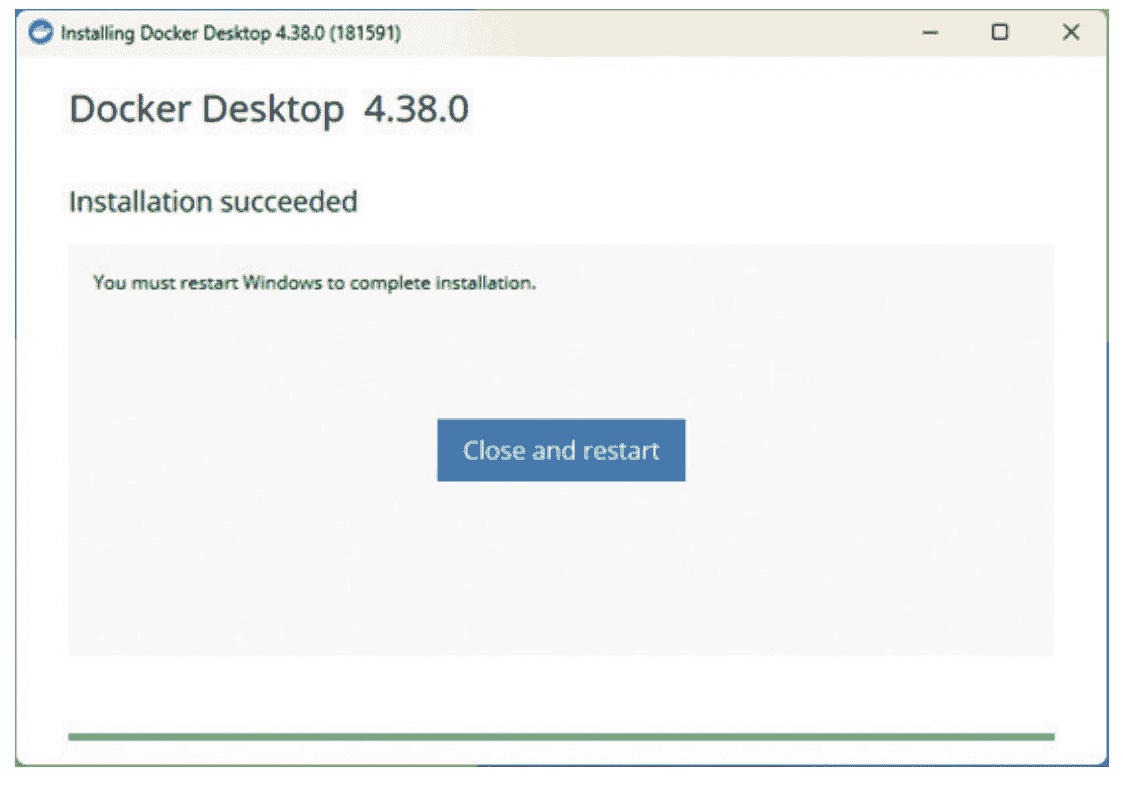 Installing Docker Desktop 4.38.0 (181591)
Docker Desktop 4.38.0
Installation succeeded
You must restart Windows to complete installation.
Close and restart